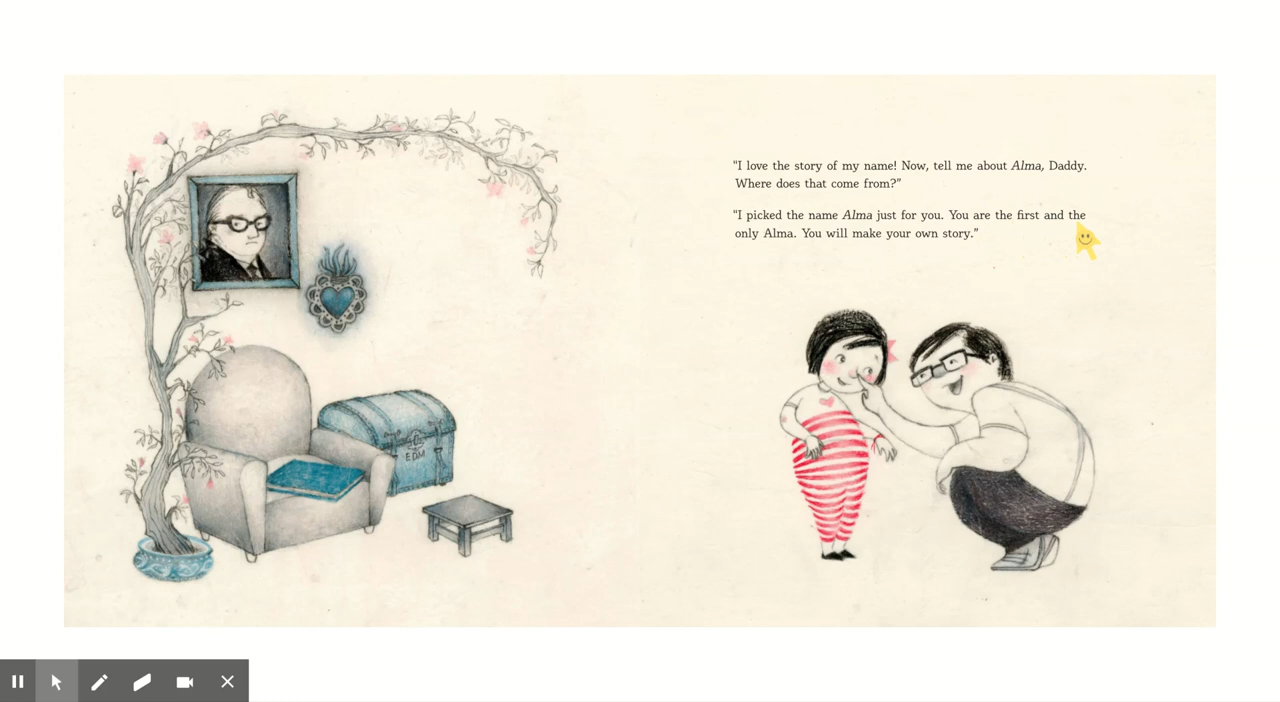 EDM
"I love the story of my name! Now, tell me about Alma, Daddy.
Where does that come from?"
"I picked the name Alma just for you. You are the first and the
only Alma. You will make your own story."